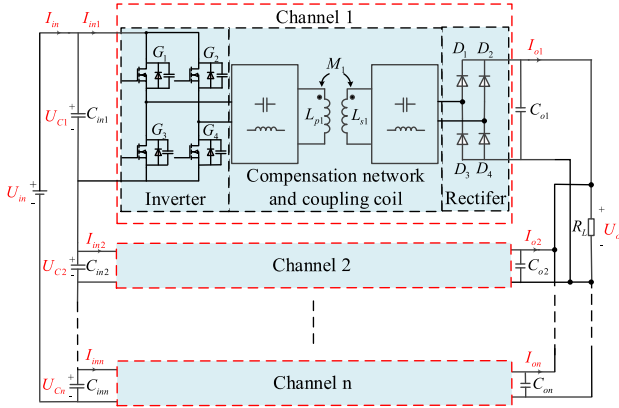 Channel 1
I_in I_in1 I_o1
G_1 G_2
G_3 G_4
M_1
D_1 D_2
D_3 D_4
L_p1 L_s1
U_C1 + - C_in1
C_o1
Inverter
Compensation network
and coupling coil
Rectifer
U_in + -
R_L + - U_o
I_in2 I_o2
U_C2 + - C_in2
Channel 2
C_o2
I_inn I_on
U_Cn + - C_inn
Channel n
C_on